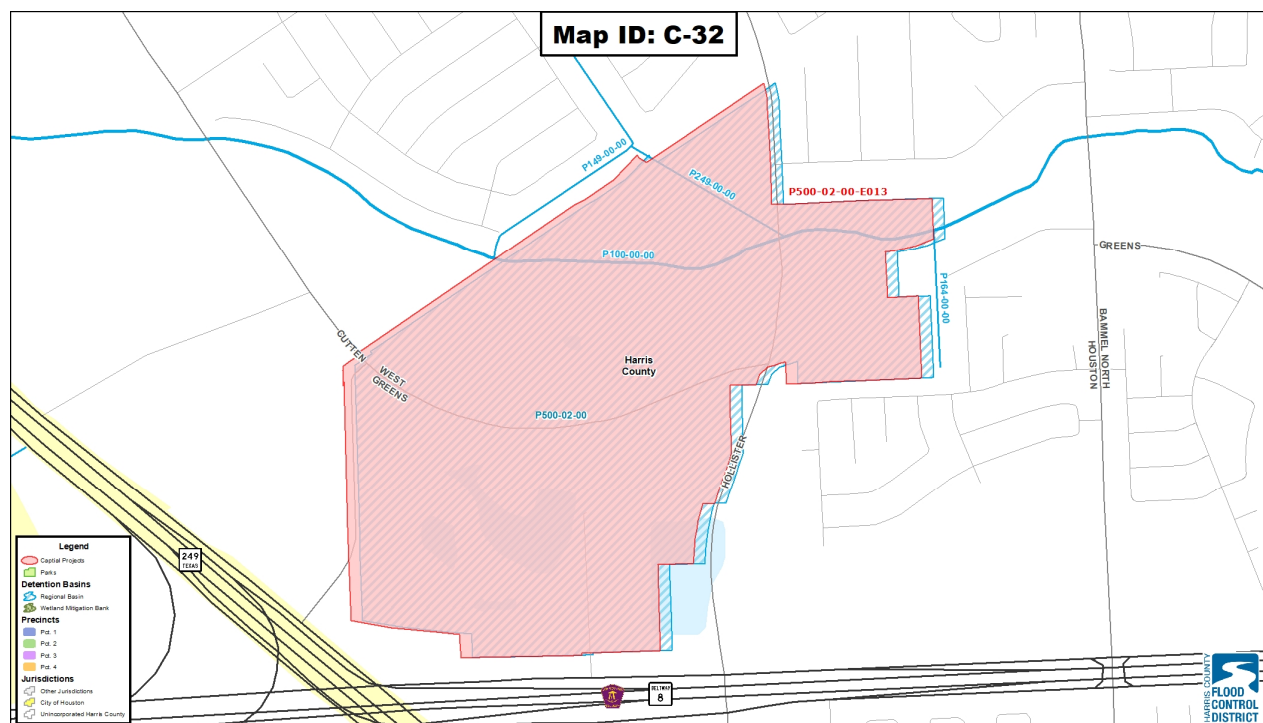 Map ID: C-32
P149-00-00
P249-00-00
P500-02-00-E013
P100-00-00
GREENS
P164-00-00
CUTTEN
WEST
GREENS
Harris
County
BAMMEL NORTH
HOUSTON
P500-02-00
HOLLISTER
249
TEXAS
BELTWAY
8
Legend
Captial Projects
Parks
Detention Basins
Regional Basin
Wetland Mitigation Bank
Precincts
Pct. 1
Pct. 2
Pct. 3
Pct. 4
Jurisdictions
Other Jurisdictions
City of Houston
Unincorporated Harris County
HARRIS COUNTY
FLOOD
CONTROL
DISTRICT